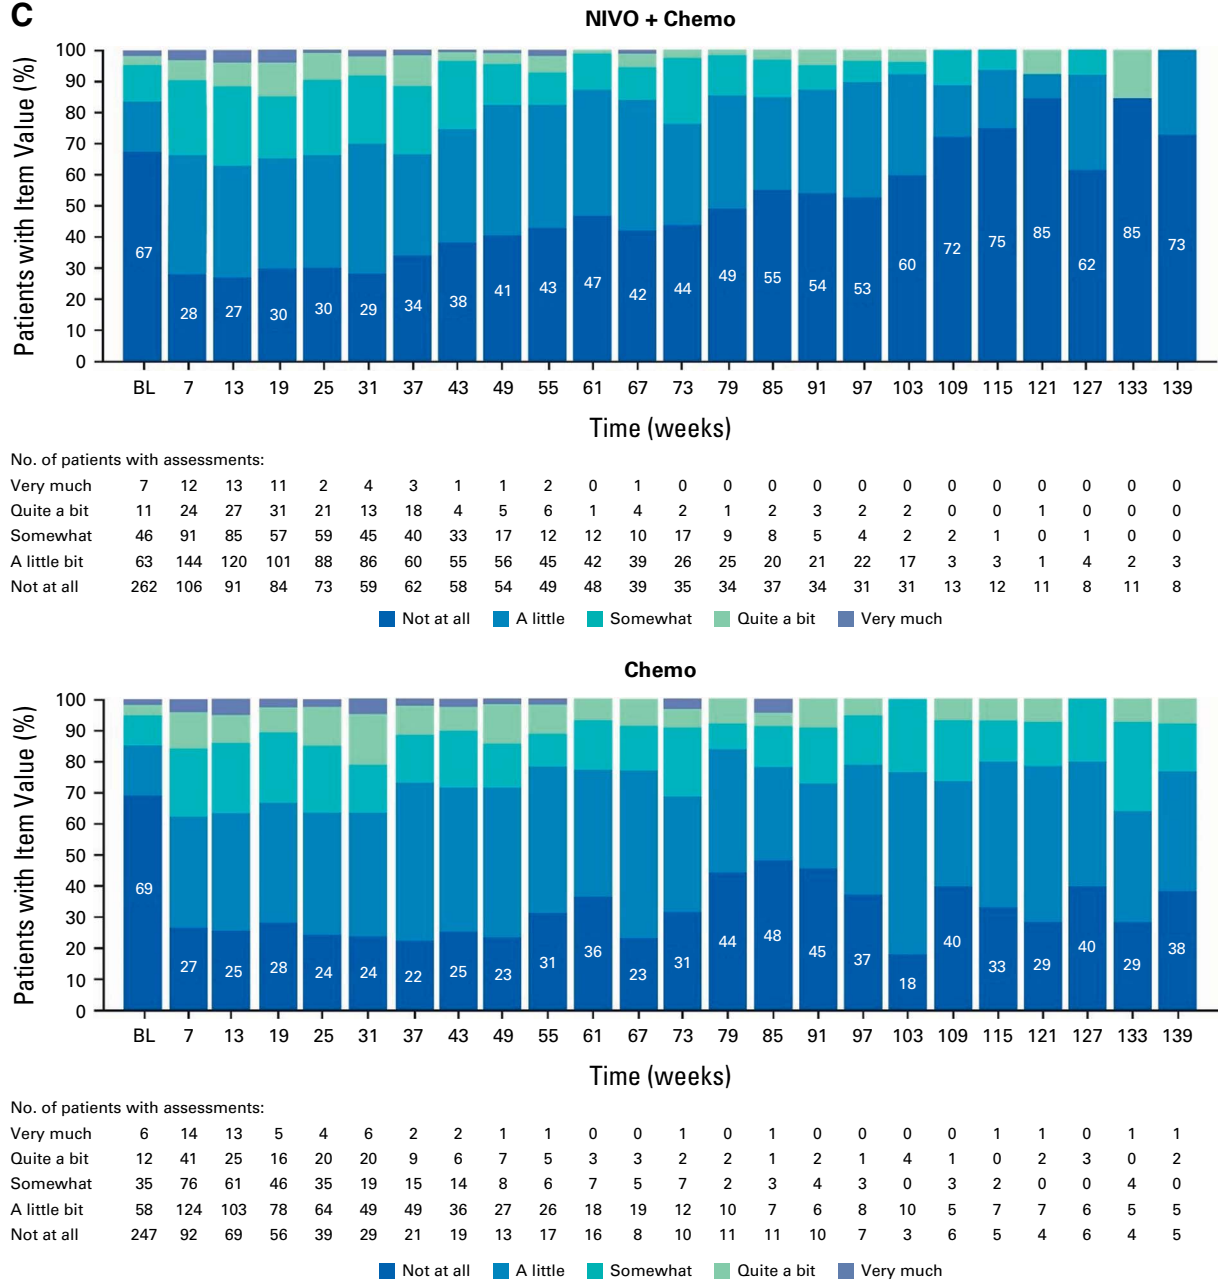 C
NIVO + Chemo
Patients with Item Value (%)
100
90
80
70
60
50
40
30
20
10
0
67 28 27 30 30 29 34 38 41 43 47 42 44 49 55 54 53 60 72 75 85 62 85 73
BL 7 13 19 25 31 37 43 49 55 61 67 73 79 85 91 97 103 109 115 121 127 133 139
Time (weeks)
No. of patients with assessments:
Very much 7 12 13 11 2 4 3 1 1 2 0 1 0 0 0 0 0 0 0 0 0 0 0 0
Quite a bit 11 24 27 31 21 13 18 4 5 6 1 4 2 1 2 3 2 2 0 0 1 0 0 0
Somewhat 46 91 85 57 59 45 40 33 17 12 12 10 17 9 8 5 4 2 2 1 0 1 0 0
A little bit 63 144 120 101 88 86 60 55 56 45 42 39 26 25 20 21 22 17 3 3 1 4 2 3
Not at all 262 106 91 84 73 59 62 58 54 49 48 39 35 34 37 34 31 31 13 12 11 8 11 8
Not at all A little Somewhat Quite a bit Very much
Chemo
Patients with Item Value (%)
100
90
80
70
60
50
40
30
20
10
0
69 27 25 28 24 24 22 25 23 31 36 23 31 44 48 45 37 18 40 33 29 40 29 38
BL 7 13 19 25 31 37 43 49 55 61 67 73 79 85 91 97 103 109 115 121 127 133 139
Time (weeks)
No. of patients with assessments:
Very much 6 14 13 5 4 6 2 2 1 1 0 0 1 0 1 0 0 0 0 1 1 0 1 1
Quite a bit 12 41 25 16 20 20 9 6 7 5 3 3 2 2 1 2 1 4 1 0 2 3 0 2
Somewhat 35 76 61 46 35 19 15 14 8 6 7 5 7 2 3 4 3 0 3 2 0 0 4 0
A little bit 58 124 103 78 64 49 49 36 27 26 18 19 12 10 7 6 8 10 5 7 7 6 5 5
Not at all 247 92 69 56 39 29 21 19 13 17 16 8 10 11 11 10 7 3 6 5 4 6 4 5
Not at all A little Somewhat Quite a bit Very much